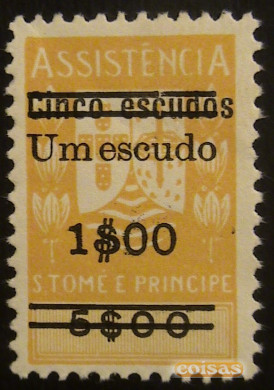 ASSISTÊNCIA
Cinco escudos
Um escudo
1$00
S. TOMÉ E PRINCIPE
5$00
coisas